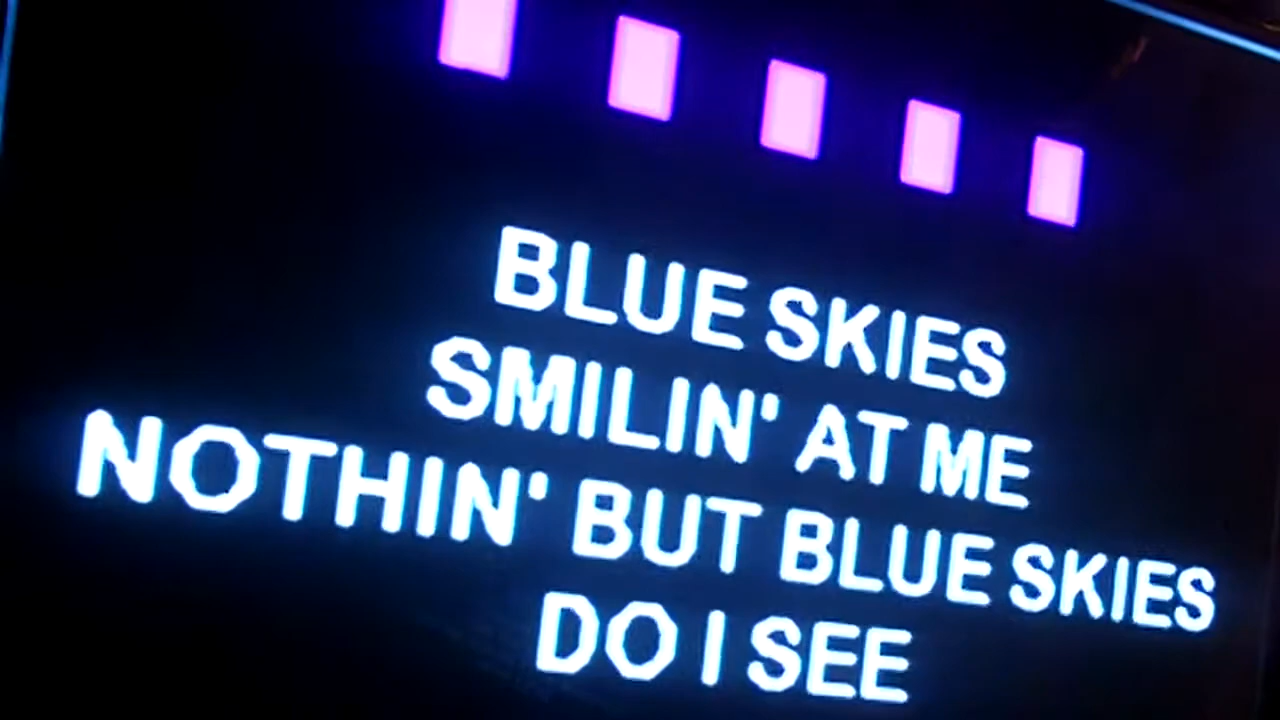 BLUE SKIES
SMILIN' AT ME
NOTHIN' BUT BLUE SKIES
DO I SEE